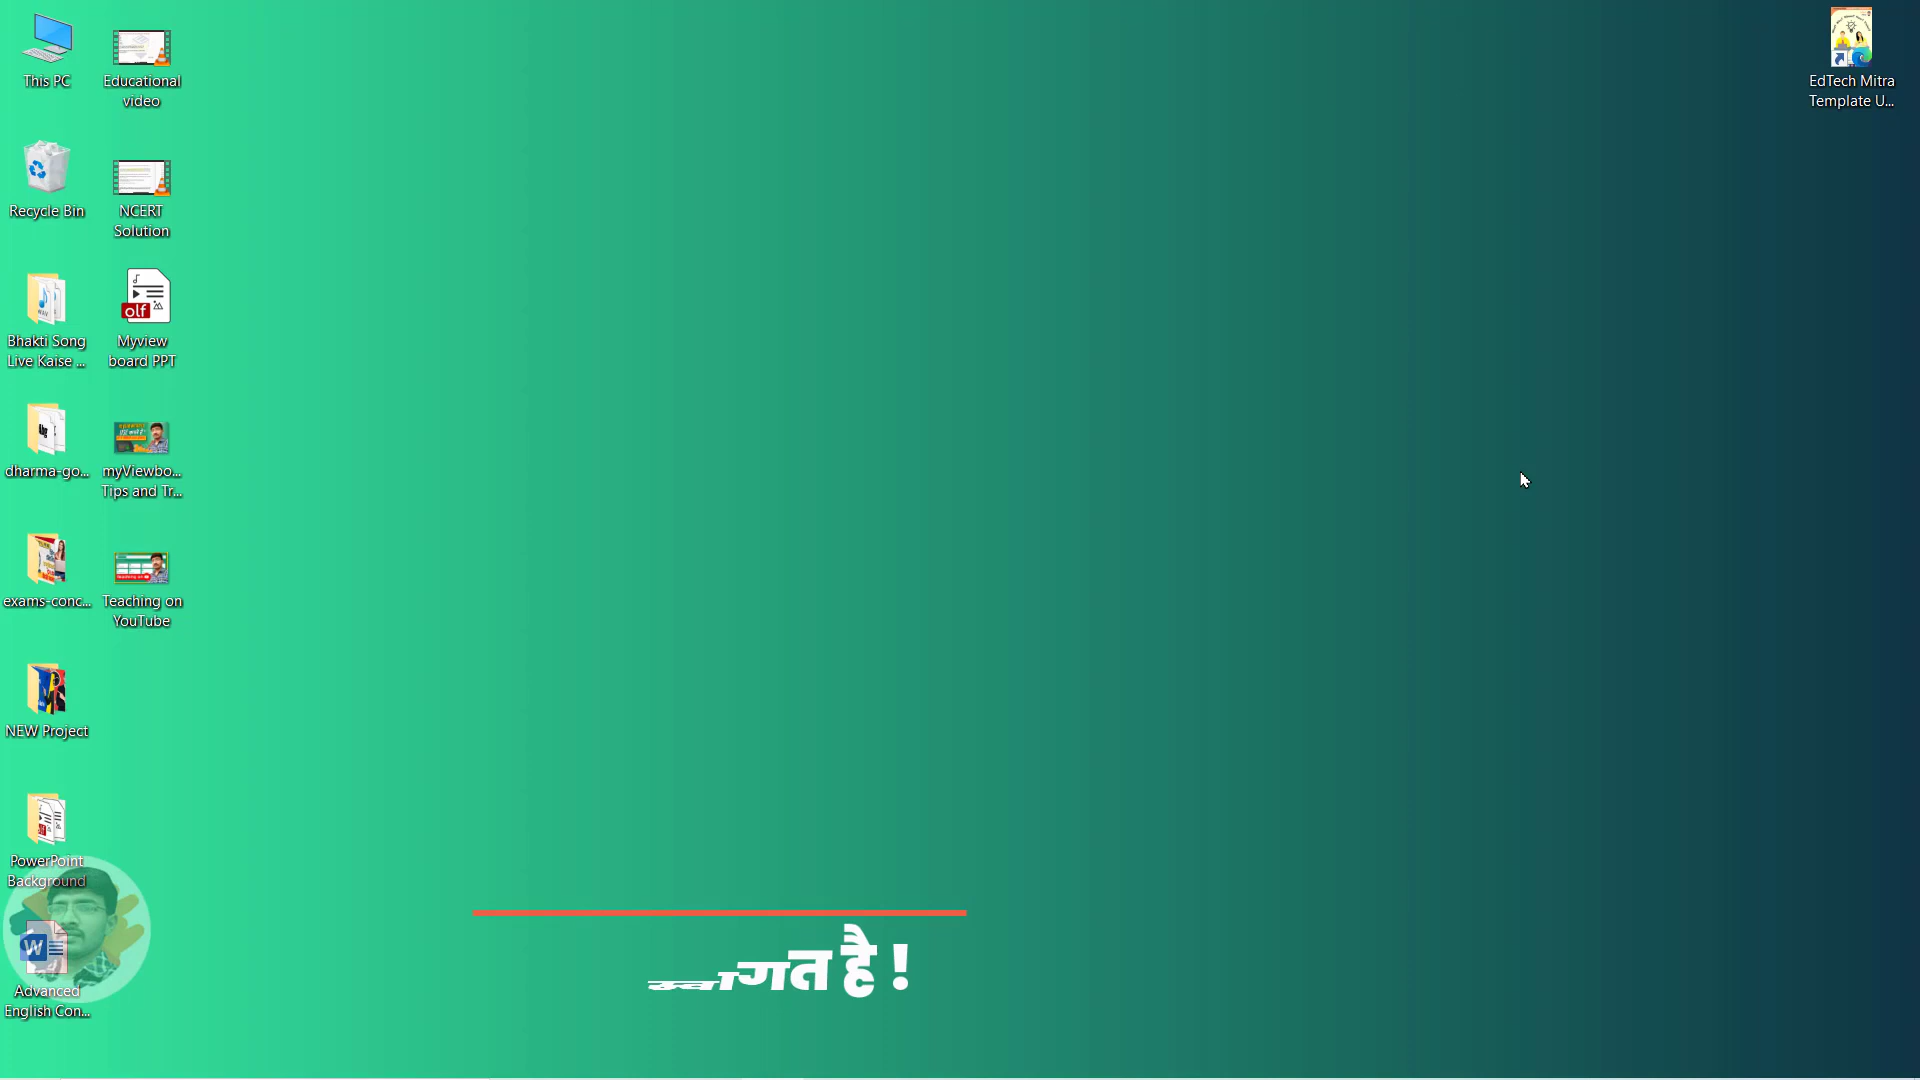 This PC
Educational
video
Recycle Bin
NCERT
Solution
Bhakti Song
Live Kaise ...
olf
Myview
board PPT
dharma-go...
myViewbo...
Tips and Tr...
exams-conc...
Teaching on
YouTube
NEW Project
PowerPoint
Background
W
Advanced
English Con...
EdTech Mitra
Template U...
स्वागत है !